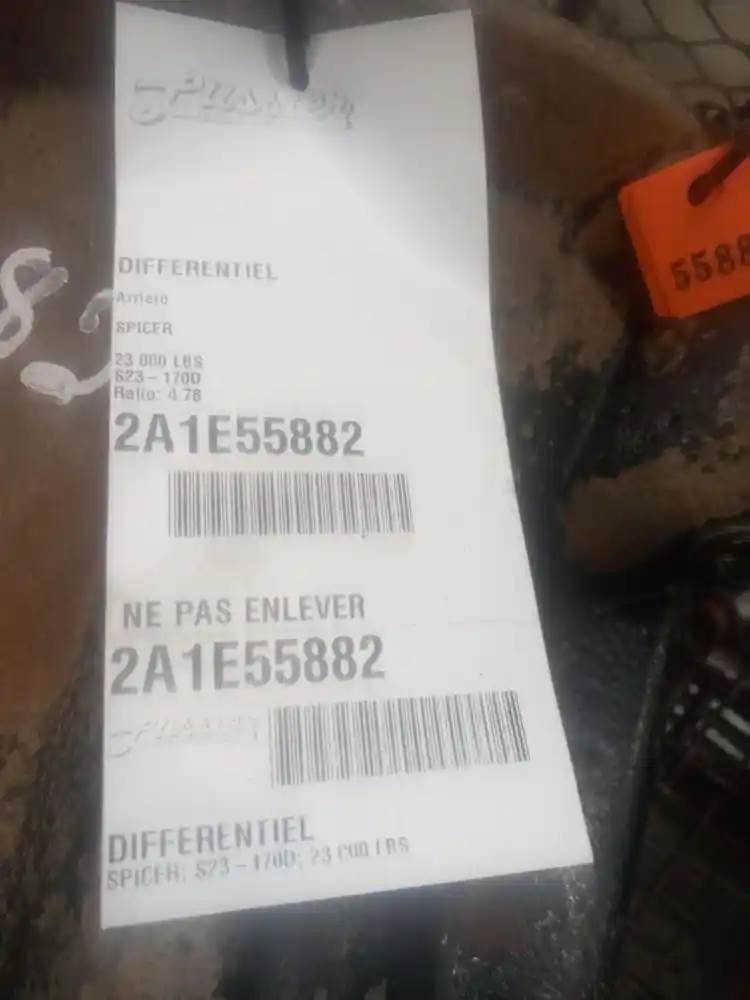 DIFFERENTIEL
Arriere
SPICER
23 000 LBS
S23-170D
Ratio: 4.78
2A1E55882
NE PAS ENLEVER
2A1E55882
DIFFERENTIEL
SPICER; S23-170D; 23 000 LBS
5588